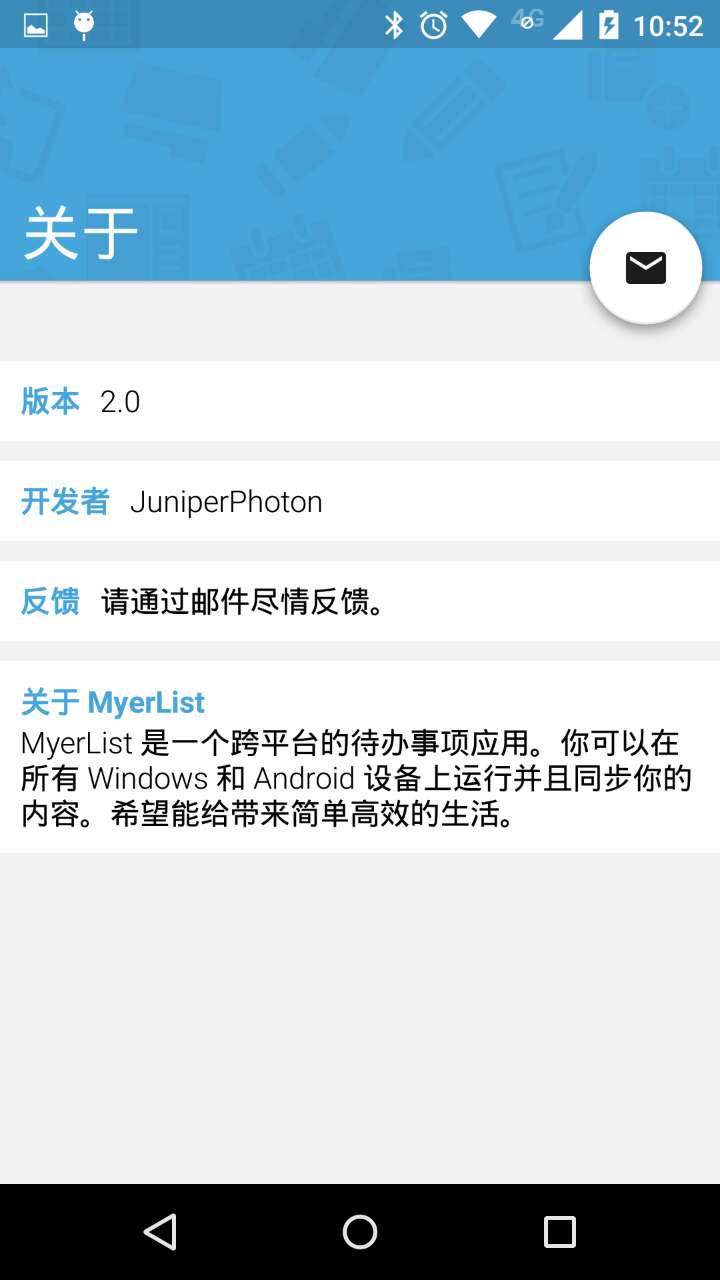 4G 10:52
关于
版本 2.0
开发者 JuniperPhoton
反馈 请通过邮件尽情反馈。
关于 MyerList
MyerList 是一个跨平台的待办事项应用。你可以在
所有 Windows 和 Android 设备上运行并且同步你的
内容。希望能给带来简单高效的生活。